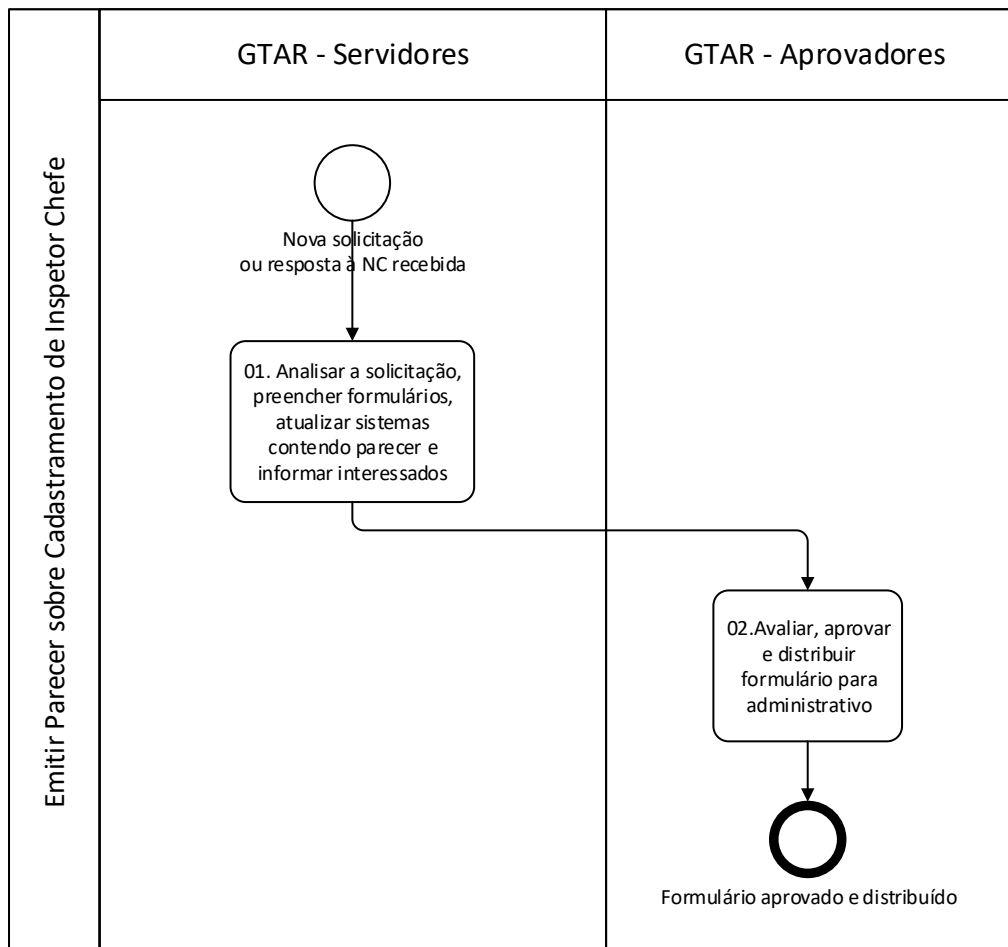 Emitir Parecer sobre Cadastramento de Inspetor Chefe
GTAR - Servidores
GTAR - Aprovadores
Nova solicitação
ou resposta à NC recebida
01. Analisar a solicitação,
preencher formulários,
atualizar sistemas
contendo parecer e
informar interessados
02.Avaliar, aprovar
e distribuir
formulário para
administrativo
Formulário aprovado e distribuído